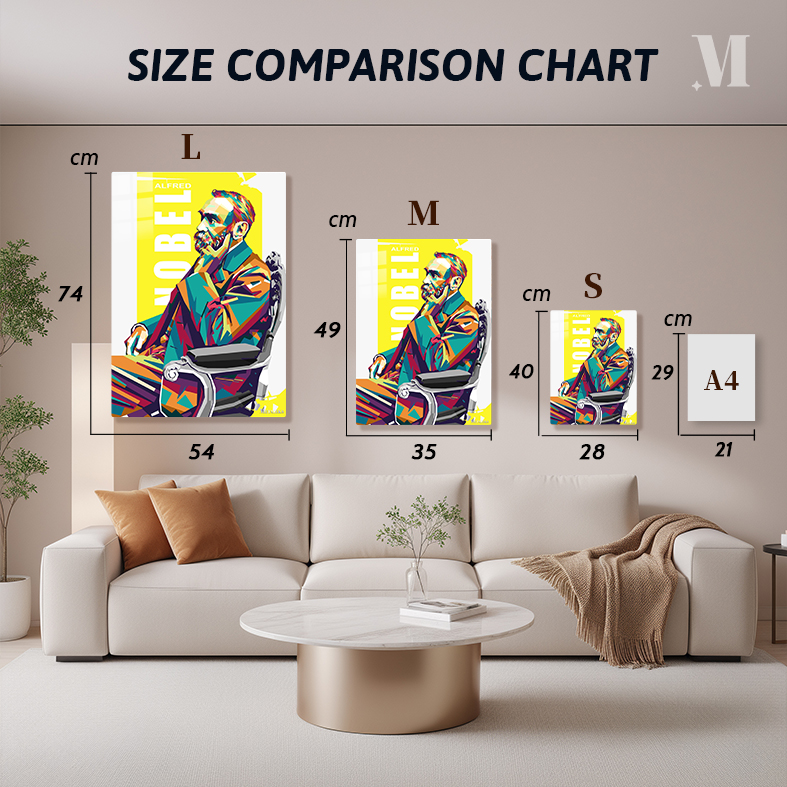 SIZE COMPARISON CHART
M
L
cm
74
54
ALFRED
NOBEL
M
cm
49
35
ALFRED
NOBEL
S
cm
40
28
NOBEL
cm
29
A4
21